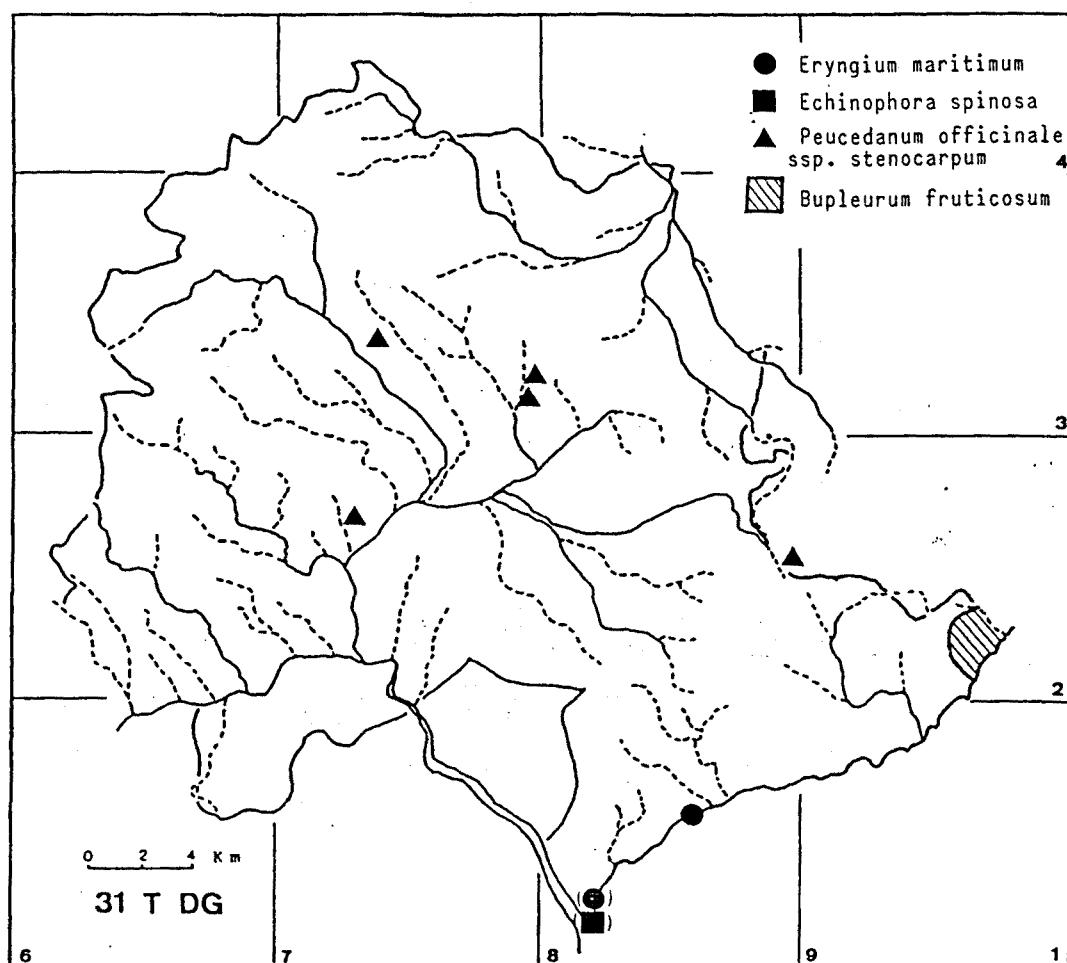 Eryngium maritimum
Echinophora spinosa
Peucedanum officinale
ssp. stenocarpum
4
Bupleurum fruticosum
3
2
0 2 4 Km
31 T DG
6 7 8 9 1